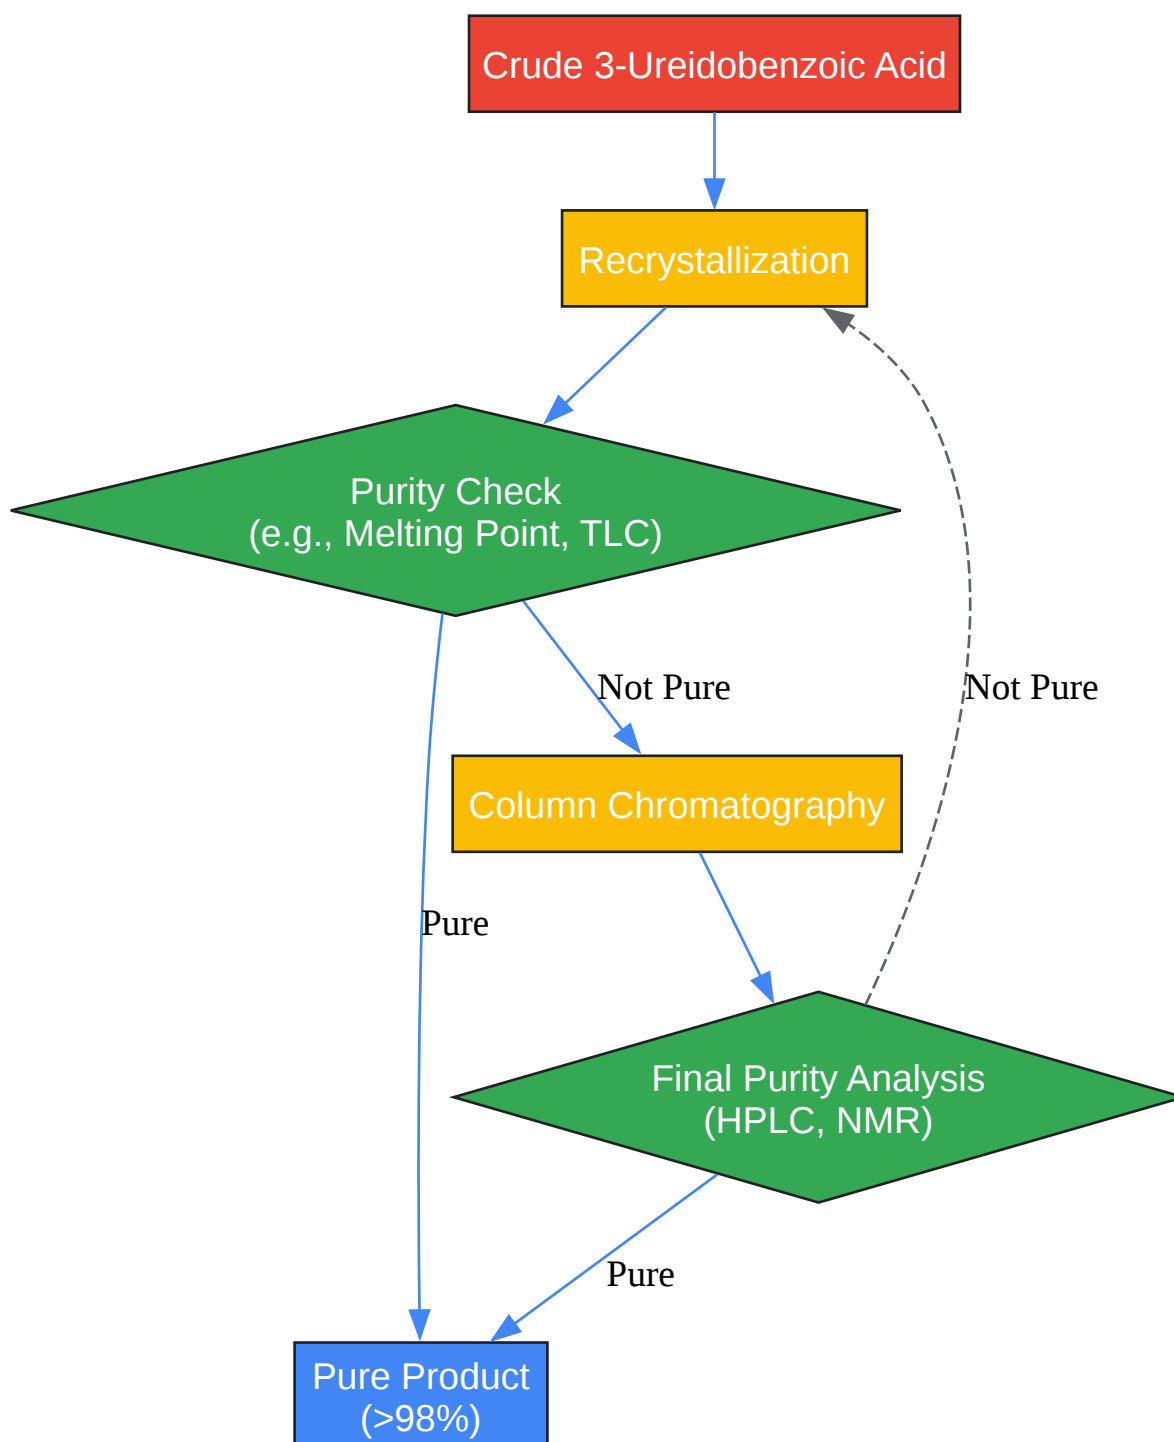 Crude 3-Ureidobenzoic Acid
Recrystallization
Purity Check
(e.g., Melting Point, TLC)
Not Pure
Not Pure
Column Chromatography
Pure
Final Purity Analysis
(HPLC, NMR)
Pure
Pure Product
(>98%)